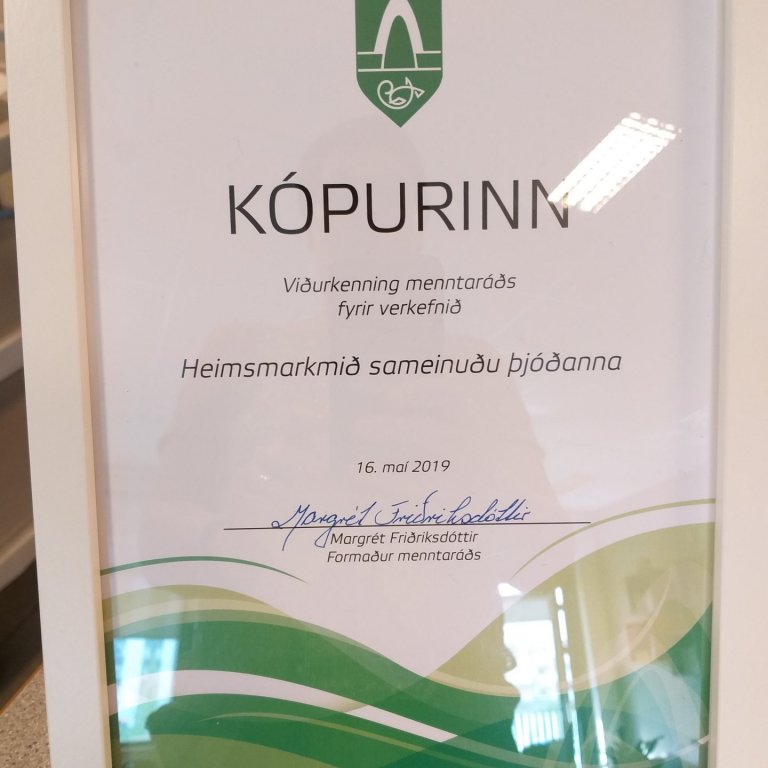 KÓPURINN
Viðurkenning menntaráðs
fyrir verkefnið
Heimsmarkmið sameinuðu þjóðanna
16. maí 2019
Margrét Friðriksdóttir
Margrét Friðriksdóttir
Formaður menntaráðs